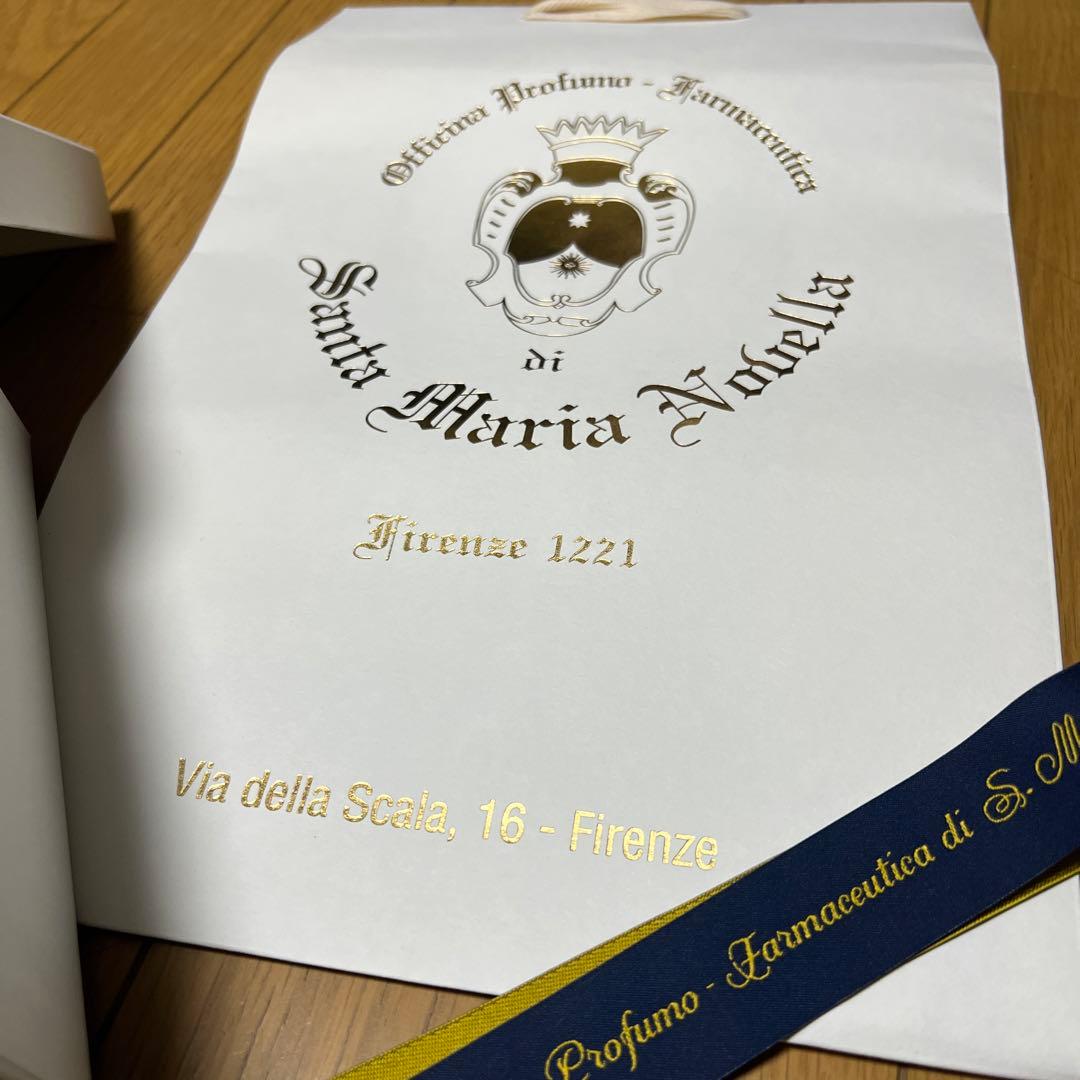 Officina Profumo - Farmaceutica
di
Santa Maria Novella
Firenze 1221
Via della Scala, 16 - Firenze
Profumo - Farmaceutica di S. M